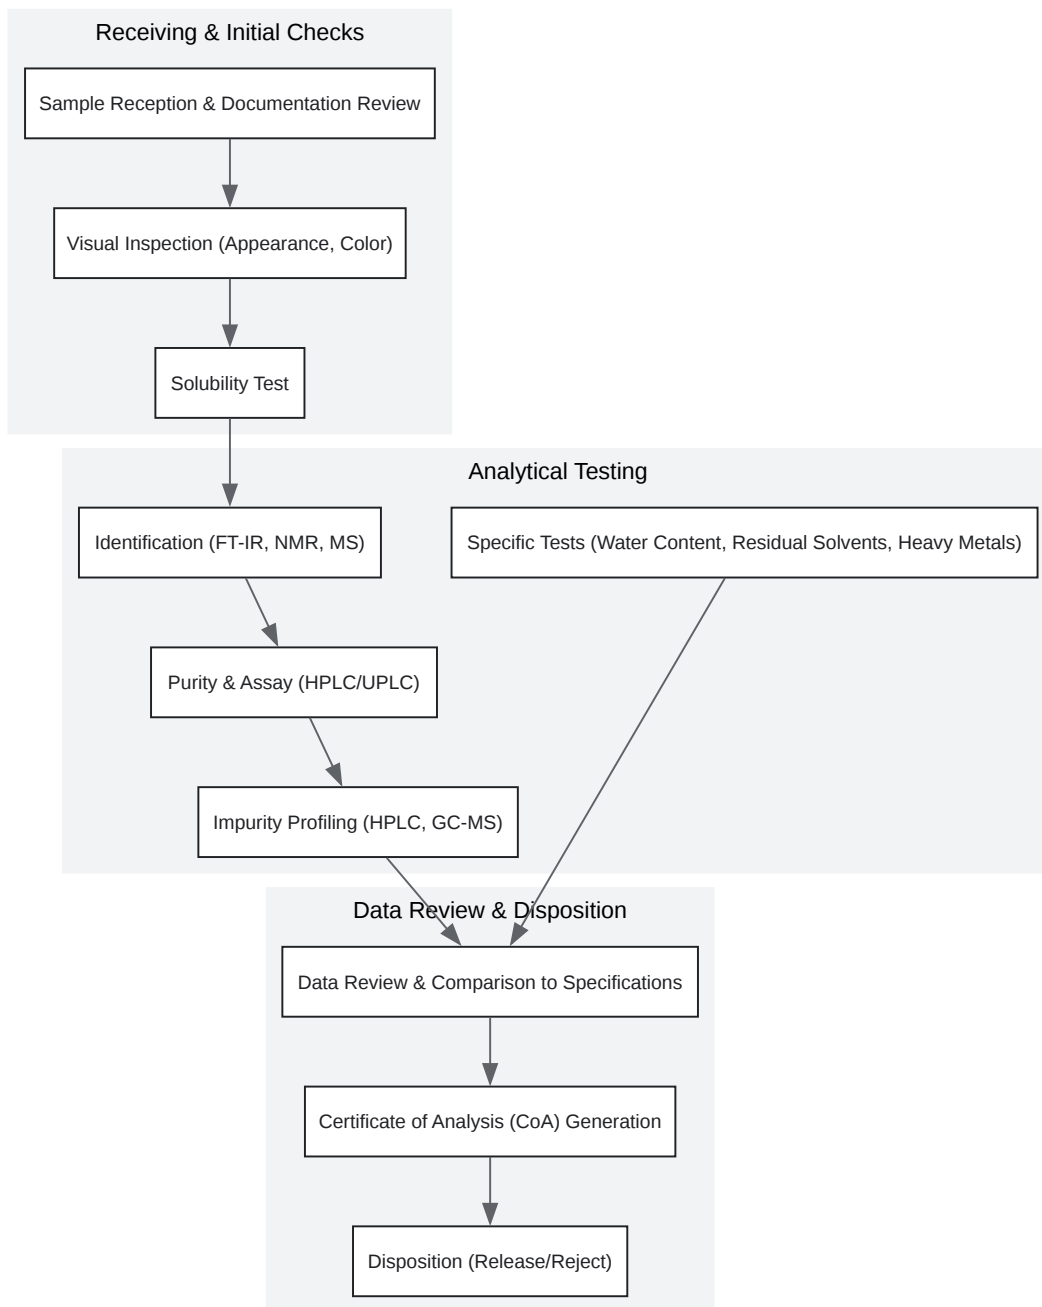 Receiving & Initial Checks
Sample Reception & Documentation Review
Visual Inspection (Appearance, Color)
Solubility Test
Analytical Testing
Identification (FT-IR, NMR, MS)
Specific Tests (Water Content, Residual Solvents, Heavy Metals)
Purity & Assay (HPLC/UPLC)
Impurity Profiling (HPLC, GC-MS)
Data Review & Disposition
Data Review & Comparison to Specifications
Certificate of Analysis (CoA) Generation
Disposition (Release/Reject)